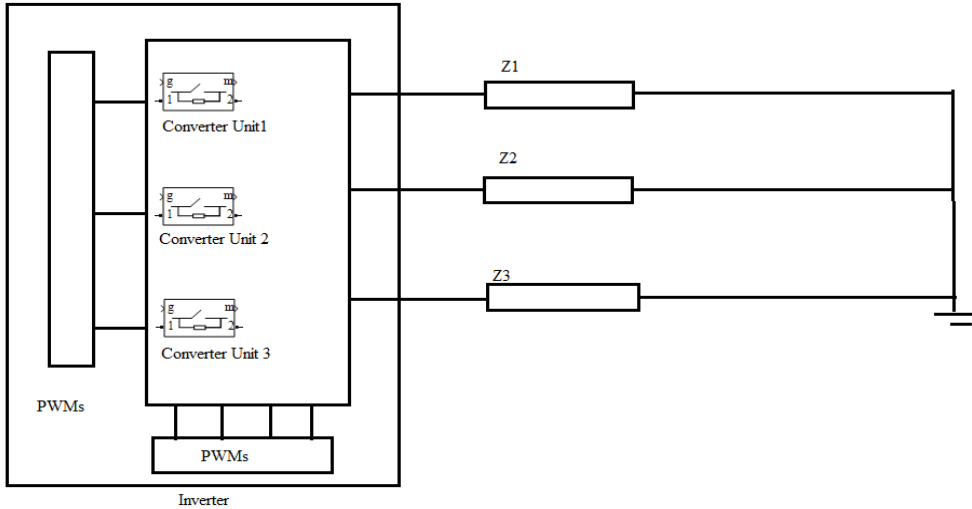 Z1
g m
1 2
Converter Unit1
Z2
g m
1 2
Converter Unit 2
Z3
g m
1 2
Converter Unit 3
PWMs
PWMs
Inverter